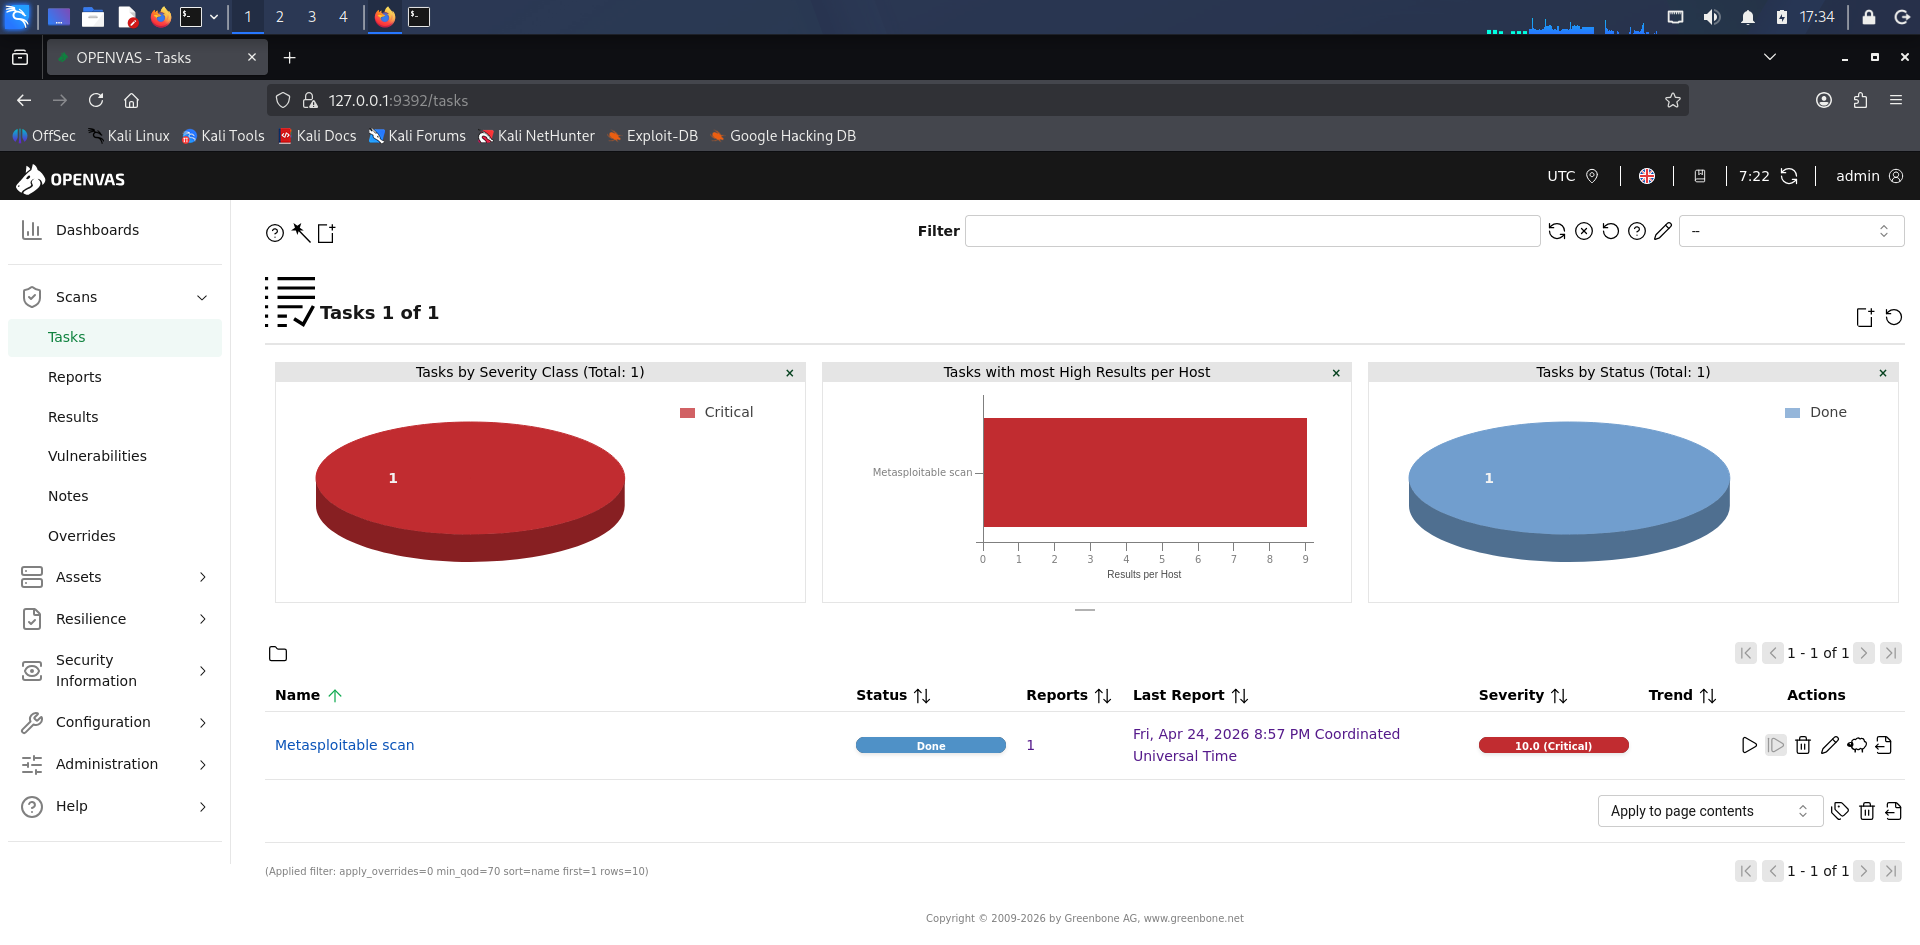 1 2 3 4 17:34
OPENVAS - Tasks
127.0.0.1:9392/tasks
OffSec Kali Linux Kali Tools Kali Docs Kali Forums Kali NetHunter Exploit-DB Google Hacking DB
OPENVAS UTC 7:22 admin
Dashboards
Scans
Tasks
Reports
Results
Vulnerabilities
Notes
Overrides
Assets
Resilience
Security
Information
Configuration
Administration
Help
Filter --
Tasks 1 of 1
Tasks by Severity Class (Total: 1)
Critical
1
Tasks with most High Results per Host
Metasploitable scan
0 1 2 3 4 5 6 7 8 9
Results per Host
Tasks by Status (Total: 1)
Done
1
1 - 1 of 1
Name Status Reports Last Report Severity Trend Actions
Metasploitable scan Done 1 Fri, Apr 24, 2026 8:57 PM Coordinated 10.0 (Critical)
Universal Time
Apply to page contents
(Applied filter: apply_overrides=0 min_qod=70 sort=name first=1 rows=10) 1 - 1 of 1
Copyright © 2009-2026 by Greenbone AG, www.greenbone.net